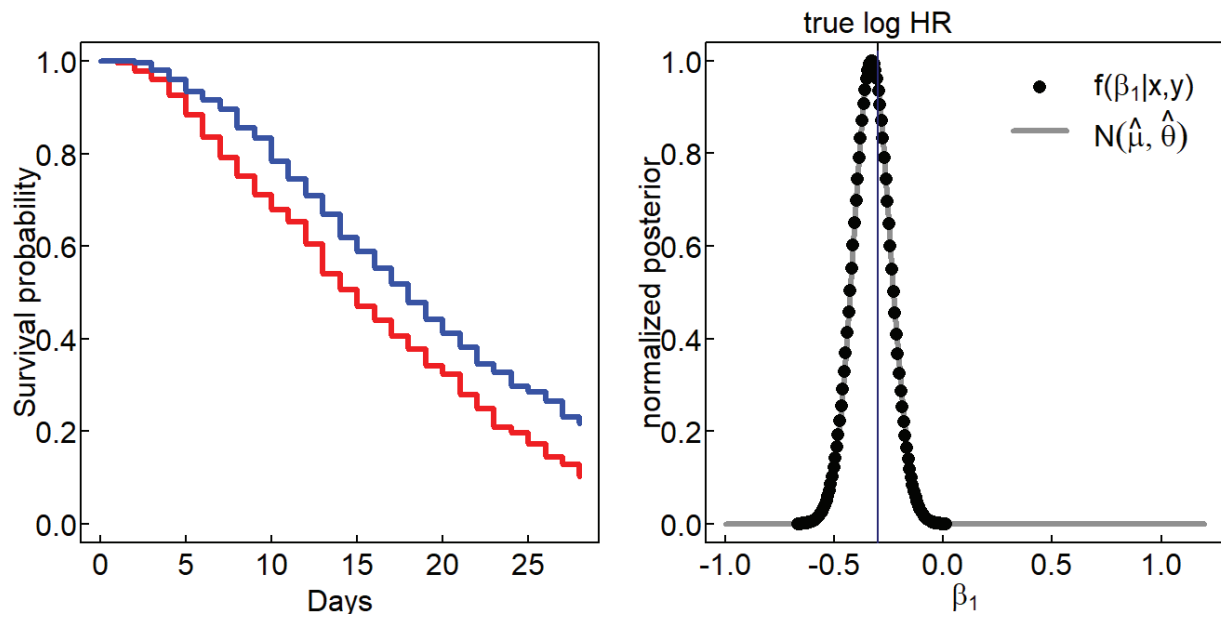 true log HR
Survival probability
1.0
0.8
0.6
0.4
0.2
0.0
0 5 10 15 20 25
Days
normalized posterior
1.0
0.8
0.6
0.4
0.2
0.0
f(β₁|x,y)
N(μ̂, θ̂)
-1.0 -0.5 0.0 0.5 1.0
β₁